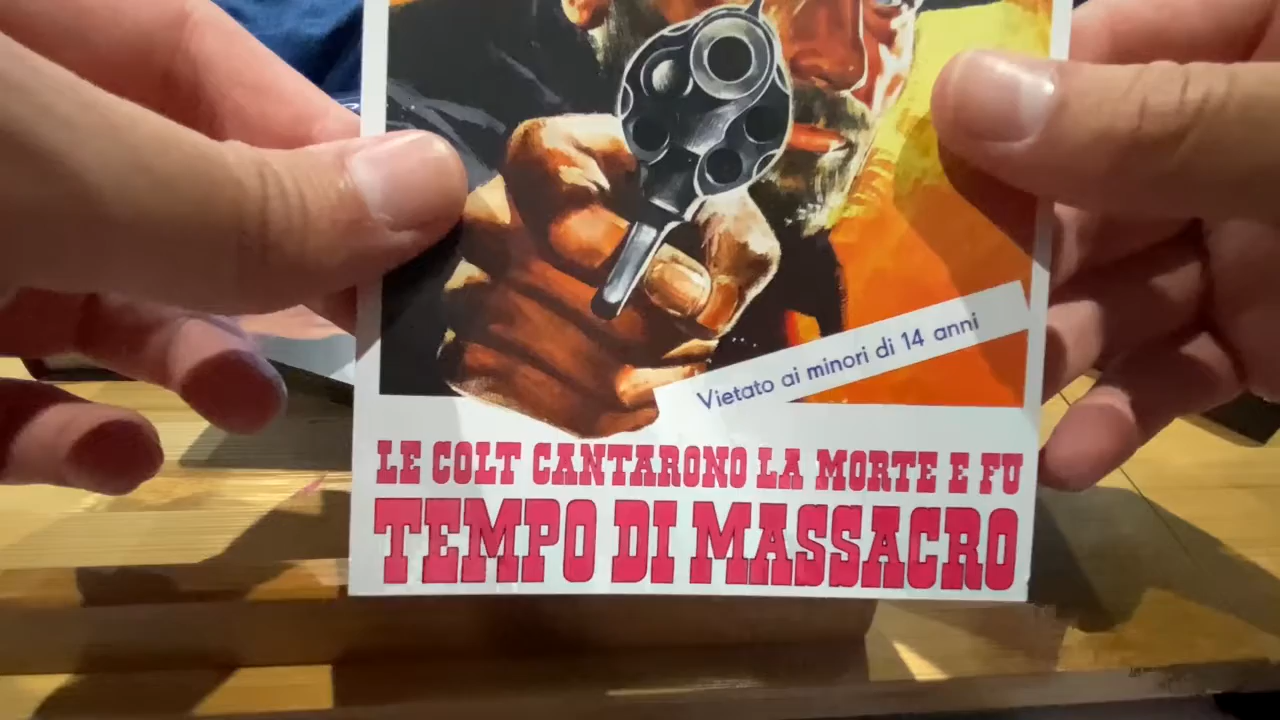 Vietato ai minori di 14 anni
LE COLT CANTARONO LA MORTE E FU
TEMPO DI MASSACRO